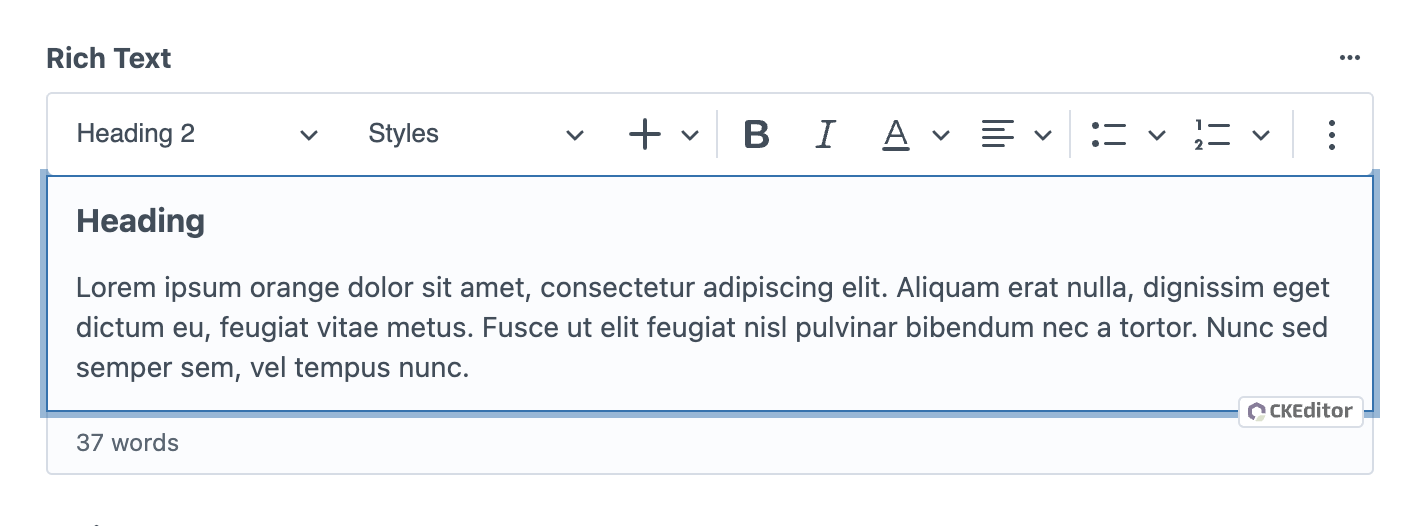 Rich Text
Heading 2 Styles B I A 1 2
Heading
Lorem ipsum orange dolor sit amet, consectetur adipiscing elit. Aliquam erat nulla, dignissim eget
dictum eu, feugiat vitae metus. Fusce ut elit feugiat nisl pulvinar bibendum nec a tortor. Nunc sed
semper sem, vel tempus nunc.
CKEditor
37 words